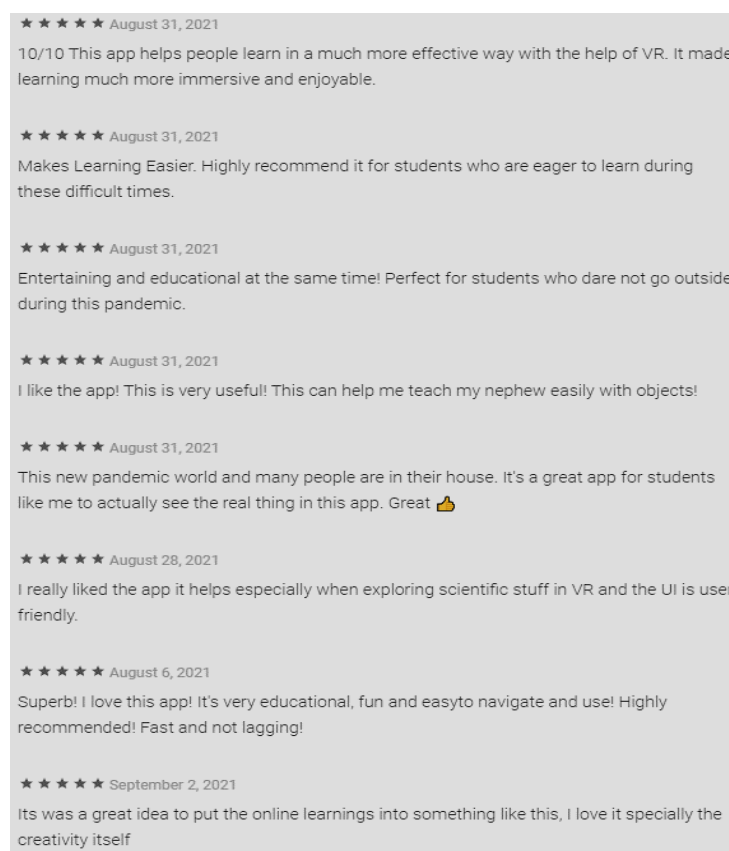 ★ ★ ★ ★ ★ August 31, 2021
10/10 This app helps people learn in a much more effective way with the help of VR. It made
learning much more immersive and enjoyable.
★ ★ ★ ★ ★ August 31, 2021
Makes Learning Easier. Highly recommend it for students who are eager to learn during
these difficult times.
★ ★ ★ ★ ★ August 31, 2021
Entertaining and educational at the same time! Perfect for students who dare not go outside
during this pandemic.
★ ★ ★ ★ ★ August 31, 2021
I like the app! This is very useful! This can help me teach my nephew easily with objects!
★ ★ ★ ★ ★ August 31, 2021
This new pandemic world and many people are in their house. It's a great app for students
like me to actually see the real thing in this app. Great 👍
★ ★ ★ ★ ★ August 28, 2021
I really liked the app it helps especially when exploring scientific stuff in VR and the UI is user
friendly.
★ ★ ★ ★ ★ August 6, 2021
Superb! I love this app! It's very educational, fun and easyto navigate and use! Highly
recommended! Fast and not lagging!
★ ★ ★ ★ ★ September 2, 2021
Its was a great idea to put the online learnings into something like this, I love it specially the
creativity itself